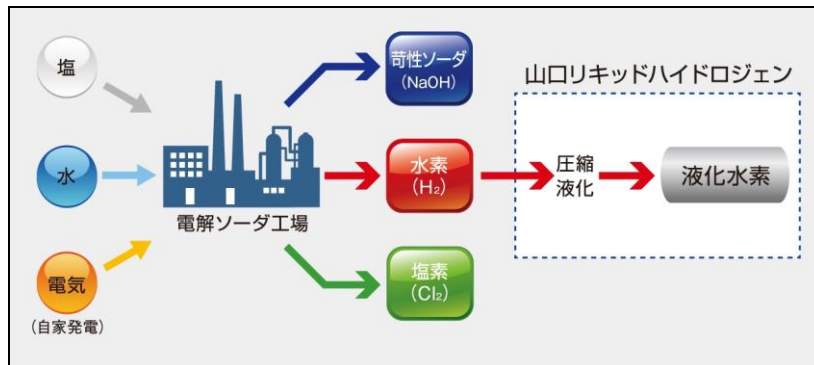 塩
水
電気
(自家発電)
電解ソーダ工場
苛性ソーダ
(NaOH)
水素
(H₂)
塩素
(Cl₂)
山口リキッドハイドロジェン
圧縮
液化
液化水素